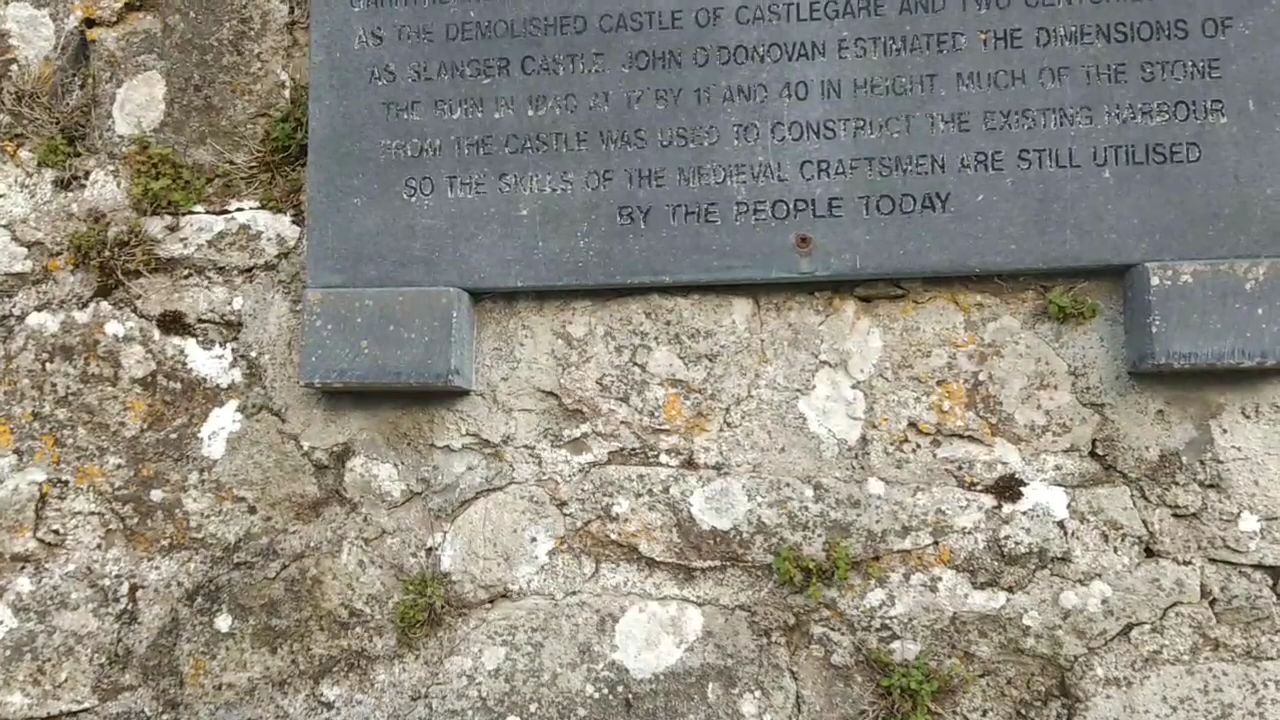 AS THE DEMOLISHED CASTLE OF CASTLEGARE AND TWO CENTURIES
AS SLANGER CASTLE. JOHN O'DONOVAN ESTIMATED THE DIMENSIONS OF
THE RUIN IN 1840 AT 17' BY 11' AND 40' IN HEIGHT. MUCH OF THE STONE
FROM THE CASTLE WAS USED TO CONSTRUCT THE EXISTING HARBOUR
SO THE SKILLS OF THE MEDIEVAL CRAFTSMEN ARE STILL UTILISED
BY THE PEOPLE TODAY